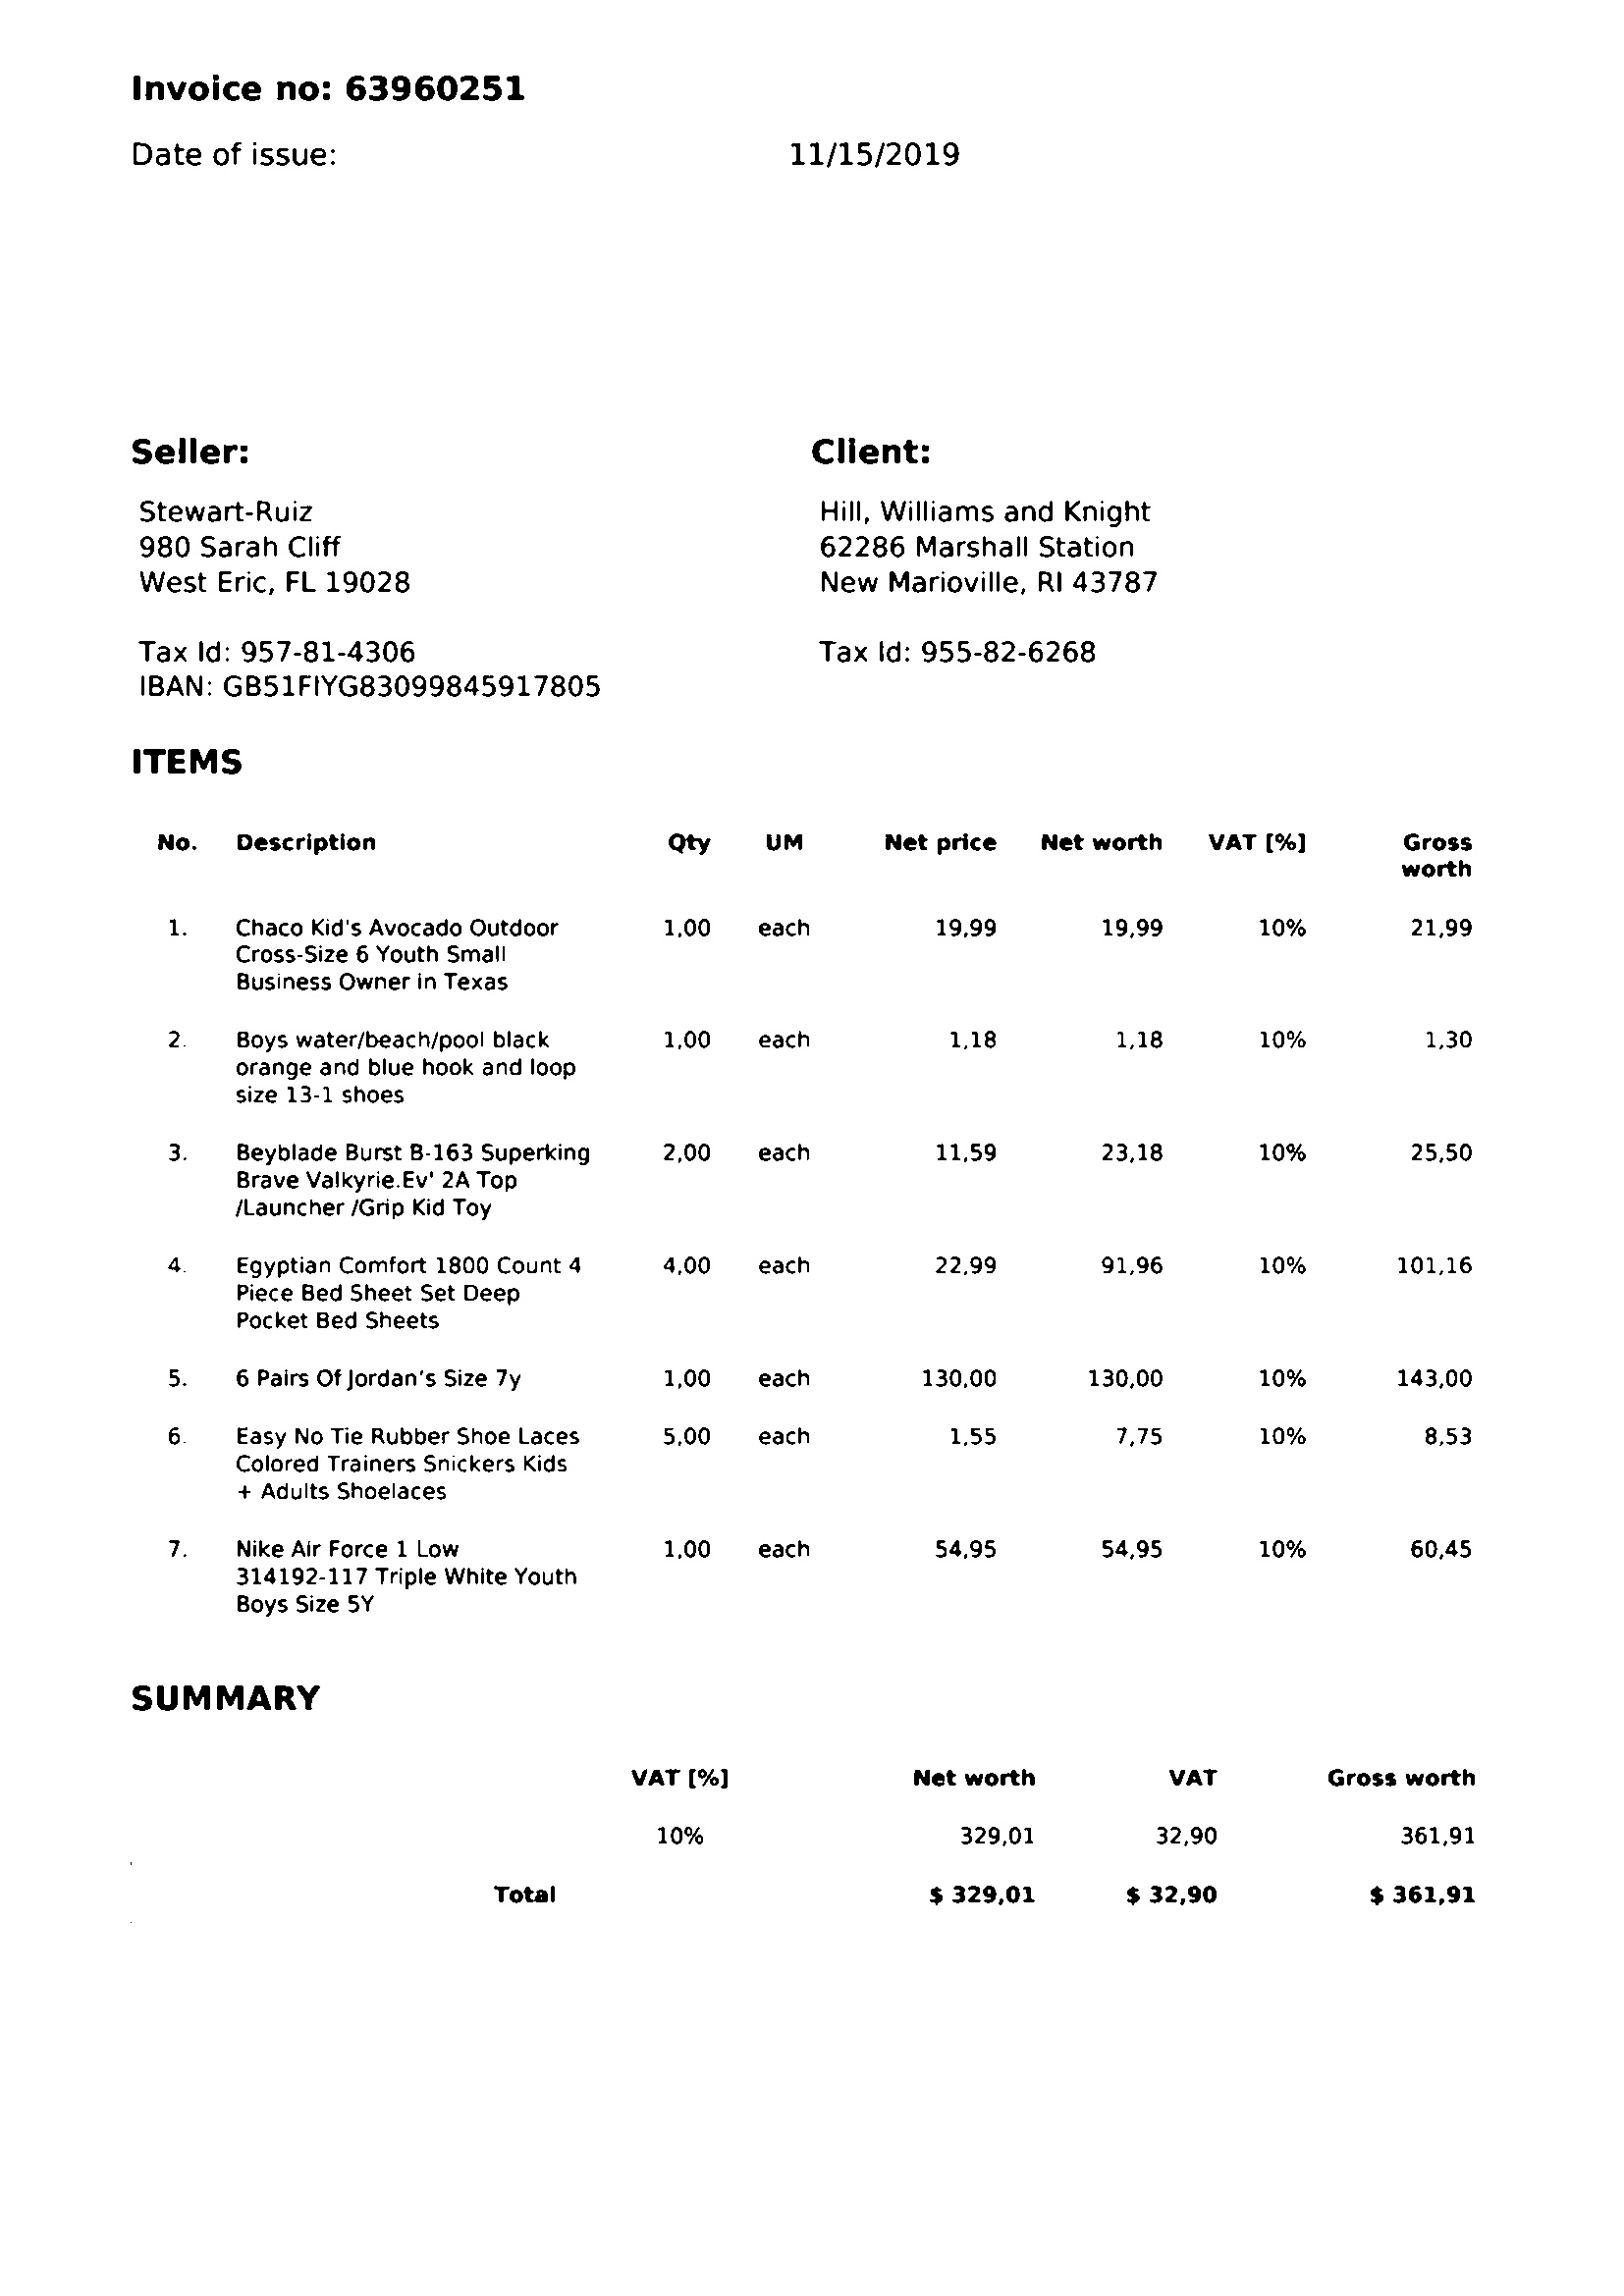 Invoice no: 63960251
Date of issue: 11/15/2019
Seller: Client:
Stewart-Ruiz Hill, Williams and Knight
980 Sarah Cliff 62286 Marshall Station
West Eric, FL 19028 New Marioville, RI 43787
Tax Id: 957-81-4306 Tax Id: 955-82-6268
IBAN: GB51FIYG83099845917805
ITEMS
No. Description Qty UM Net price Net worth VAT [%] Gross
worth
1. Chaco Kid's Avocado Outdoor 1,00 each 19,99 19,99 10% 21,99
Cross-Size 6 Youth Small
Business Owner in Texas
2. Boys water/beach/pool black 1,00 each 1,18 1,18 10% 1,30
orange and blue hook and loop
size 13-1 shoes
3. Beyblade Burst B-163 Superking 2,00 each 11,59 23,18 10% 25,50
Brave Valkyrie.Ev' 2A Top
/Launcher /Grip Kid Toy
4. Egyptian Comfort 1800 Count 4 4,00 each 22,99 91,96 10% 101,16
Piece Bed Sheet Set Deep
Pocket Bed Sheets
5. 6 Pairs Of Jordan's Size 7y 1,00 each 130,00 130,00 10% 143,00
6. Easy No Tie Rubber Shoe Laces 5,00 each 1,55 7,75 10% 8,53
Colored Trainers Snickers Kids
+ Adults Shoelaces
7. Nike Air Force 1 Low 1,00 each 54,95 54,95 10% 60,45
314192-117 Triple White Youth
Boys Size 5Y
SUMMARY
VAT [%] Net worth VAT Gross worth
10% 329,01 32,90 361,91
Total $ 329,01 $ 32,90 $ 361,91